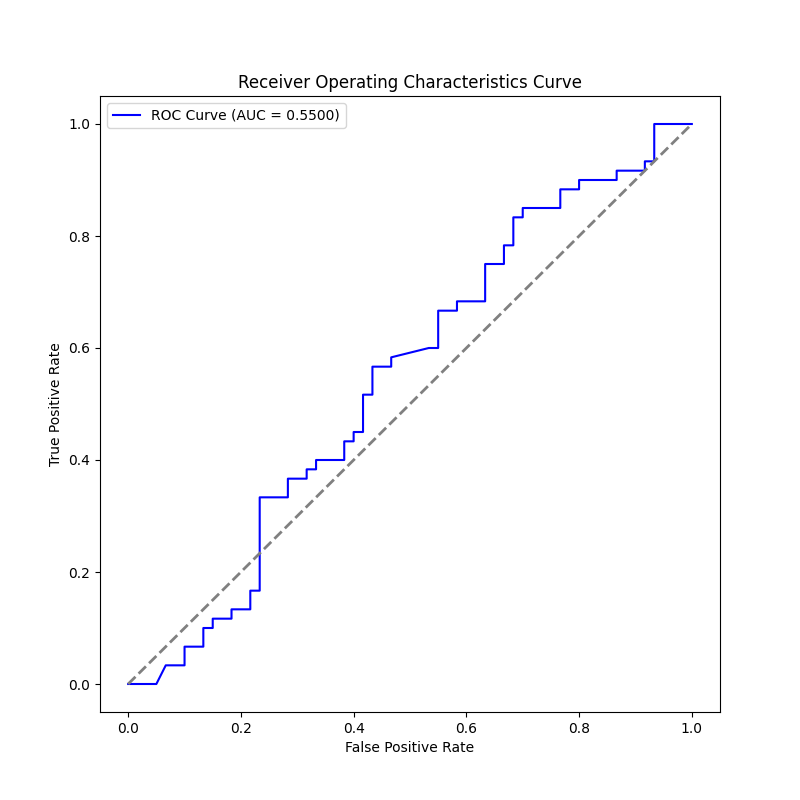 Receiver Operating Characteristics Curve
ROC Curve (AUC = 0.5500)
1.0
0.8
0.6
0.4
0.2
0.0
True Positive Rate
0.0 0.2 0.4 0.6 0.8 1.0
False Positive Rate